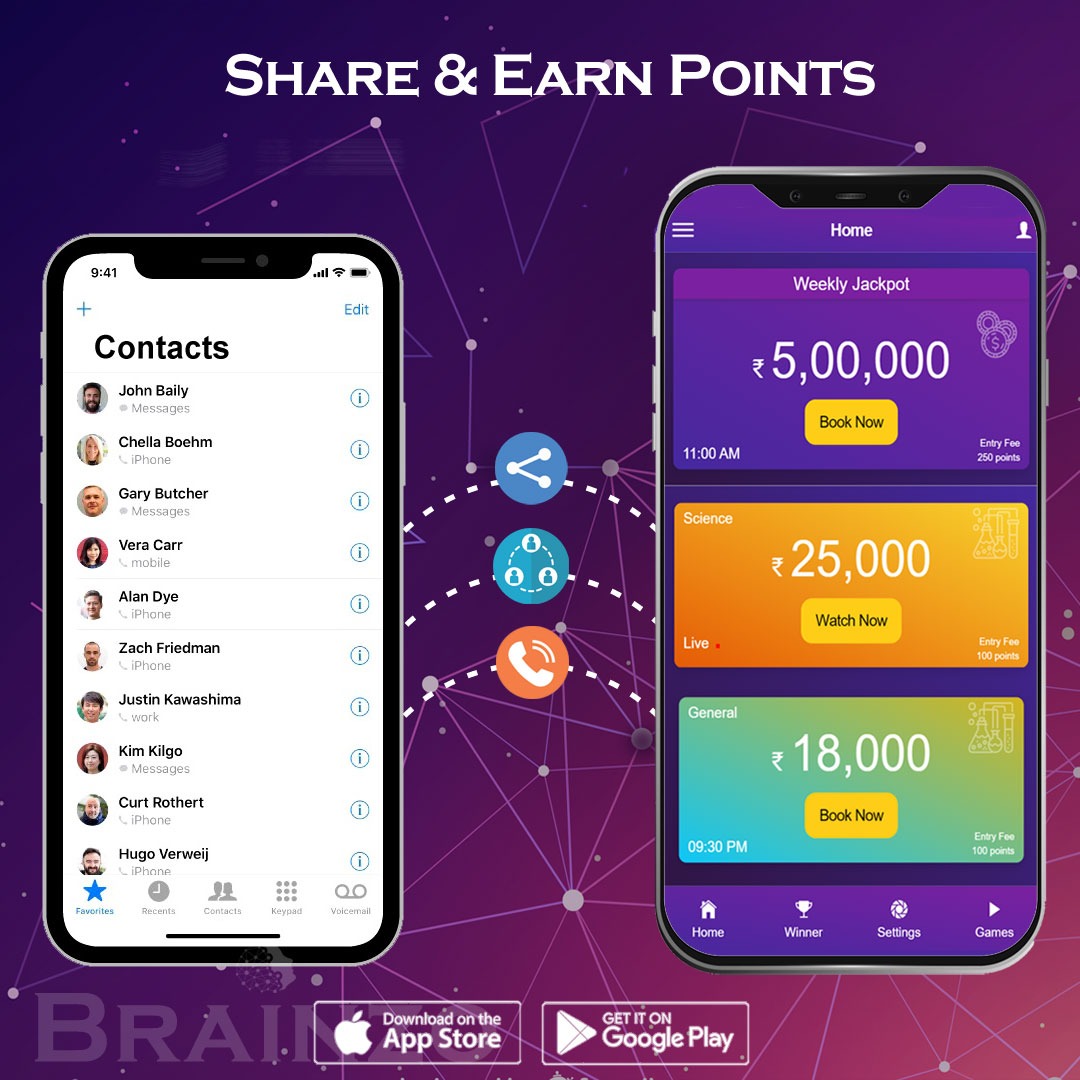 SHARE & EARN POINTS
9:41
+
Edit
Contacts
John Baily
Messages
Chella Boehm
iPhone
Gary Butcher
Messages
Vera Carr
mobile
Alan Dye
iPhone
Zach Friedman
iPhone
Justin Kawashima
work
Kim Kilgo
Messages
Curt Rothert
iPhone
Hugo Verweij
iPhone
Favorites
Recents
Contacts
Keypad
Voicemail
Home
Weekly Jackpot
₹ 5,00,000
Book Now
11:00 AM
Entry Fee
250 points
Science
₹ 25,000
Watch Now
Live
Entry Fee
100 points
General
₹ 18,000
Book Now
09:30 PM
Entry Fee
100 points
Home
Winner
Settings
Games
Download on the
App Store
GET IT ON
Google Play